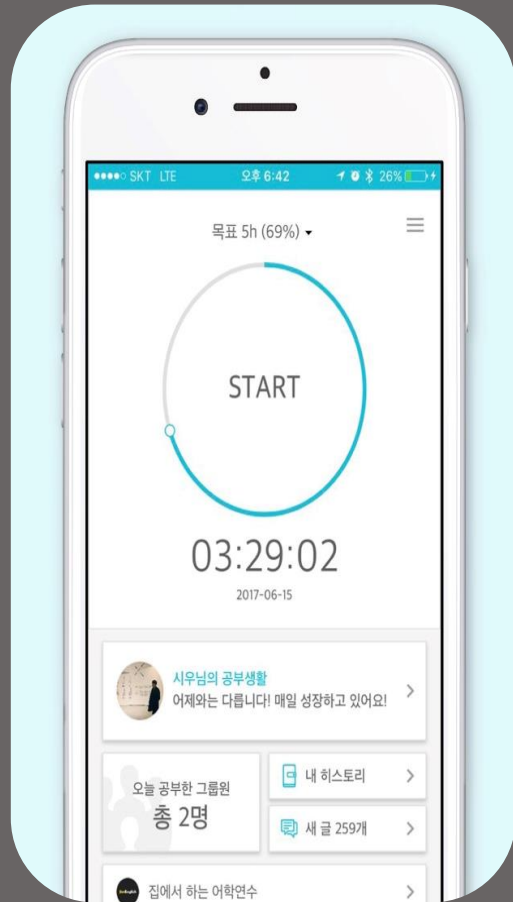 SKT LTE 오후 6:42 26%
목표 5h (69%)
START
03:29:02
2017-06-15
시우님의 공부생활
어제와는 다릅니다! 매일 성장하고 있어요!
오늘 공부한 그룹원
총 2명
내 히스토리
새 글 259개
집에서 하는 어학연수